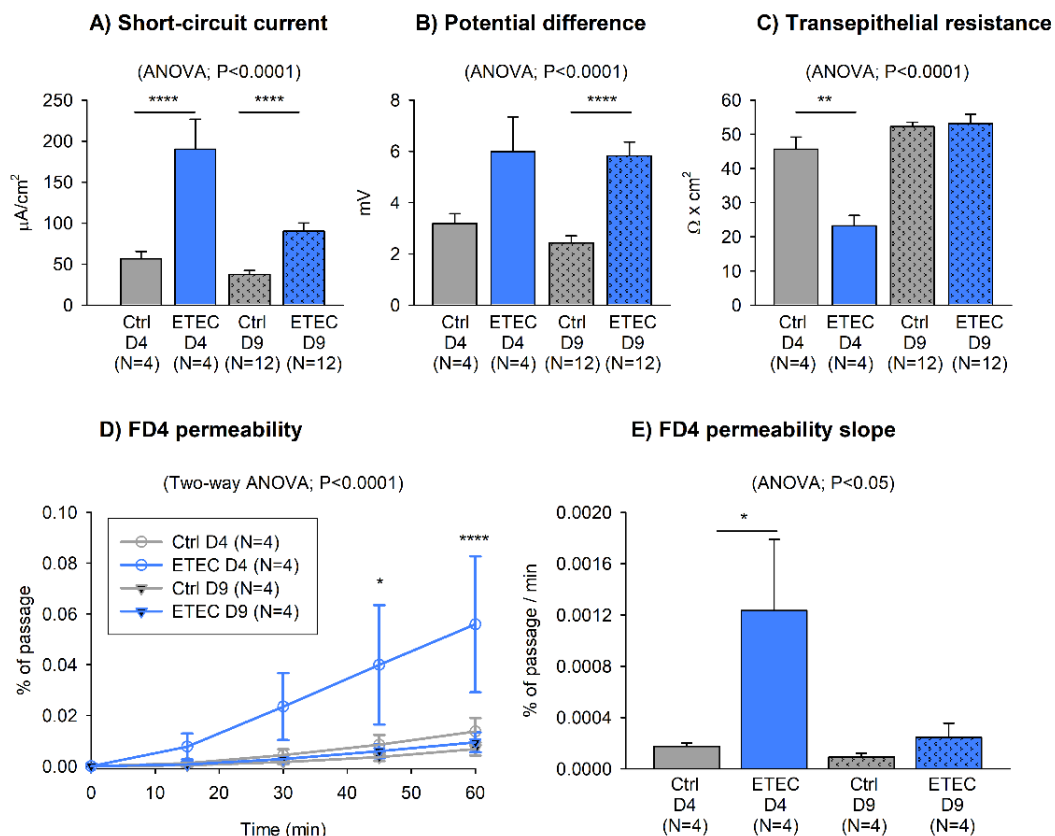 A) Short-circuit current
(ANOVA; P<0.0001)
**** ****
250
200
150
100
50
0
µA/cm²
Ctrl ETEC Ctrl ETEC
D4 D4 D9 D9
(N=4) (N=4) (N=12) (N=12)
B) Potential difference
(ANOVA; P<0.0001)
****
8
6
4
2
0
mV
Ctrl ETEC Ctrl ETEC
D4 D4 D9 D9
(N=4) (N=4) (N=12) (N=12)
C) Transepithelial resistance
(ANOVA; P<0.0001)
**
60
50
40
30
20
10
0
Ω x cm²
Ctrl ETEC Ctrl ETEC
D4 D4 D9 D9
(N=4) (N=4) (N=12) (N=12)
D) FD4 permeability
(Two-way ANOVA; P<0.0001)
0.10
0.08
0.06
0.04
0.02
0.00
% of passage
Ctrl D4 (N=4)
ETEC D4 (N=4)
Ctrl D9 (N=4)
ETEC D9 (N=4)
* ****
0 10 20 30 40 50 60
Time (min)
E) FD4 permeability slope
(ANOVA; P<0.05)
*
0.0020
0.0016
0.0012
0.0008
0.0004
0.0000
% of passage / min
Ctrl ETEC Ctrl ETEC
D4 D4 D9 D9
(N=4) (N=4) (N=4) (N=4)